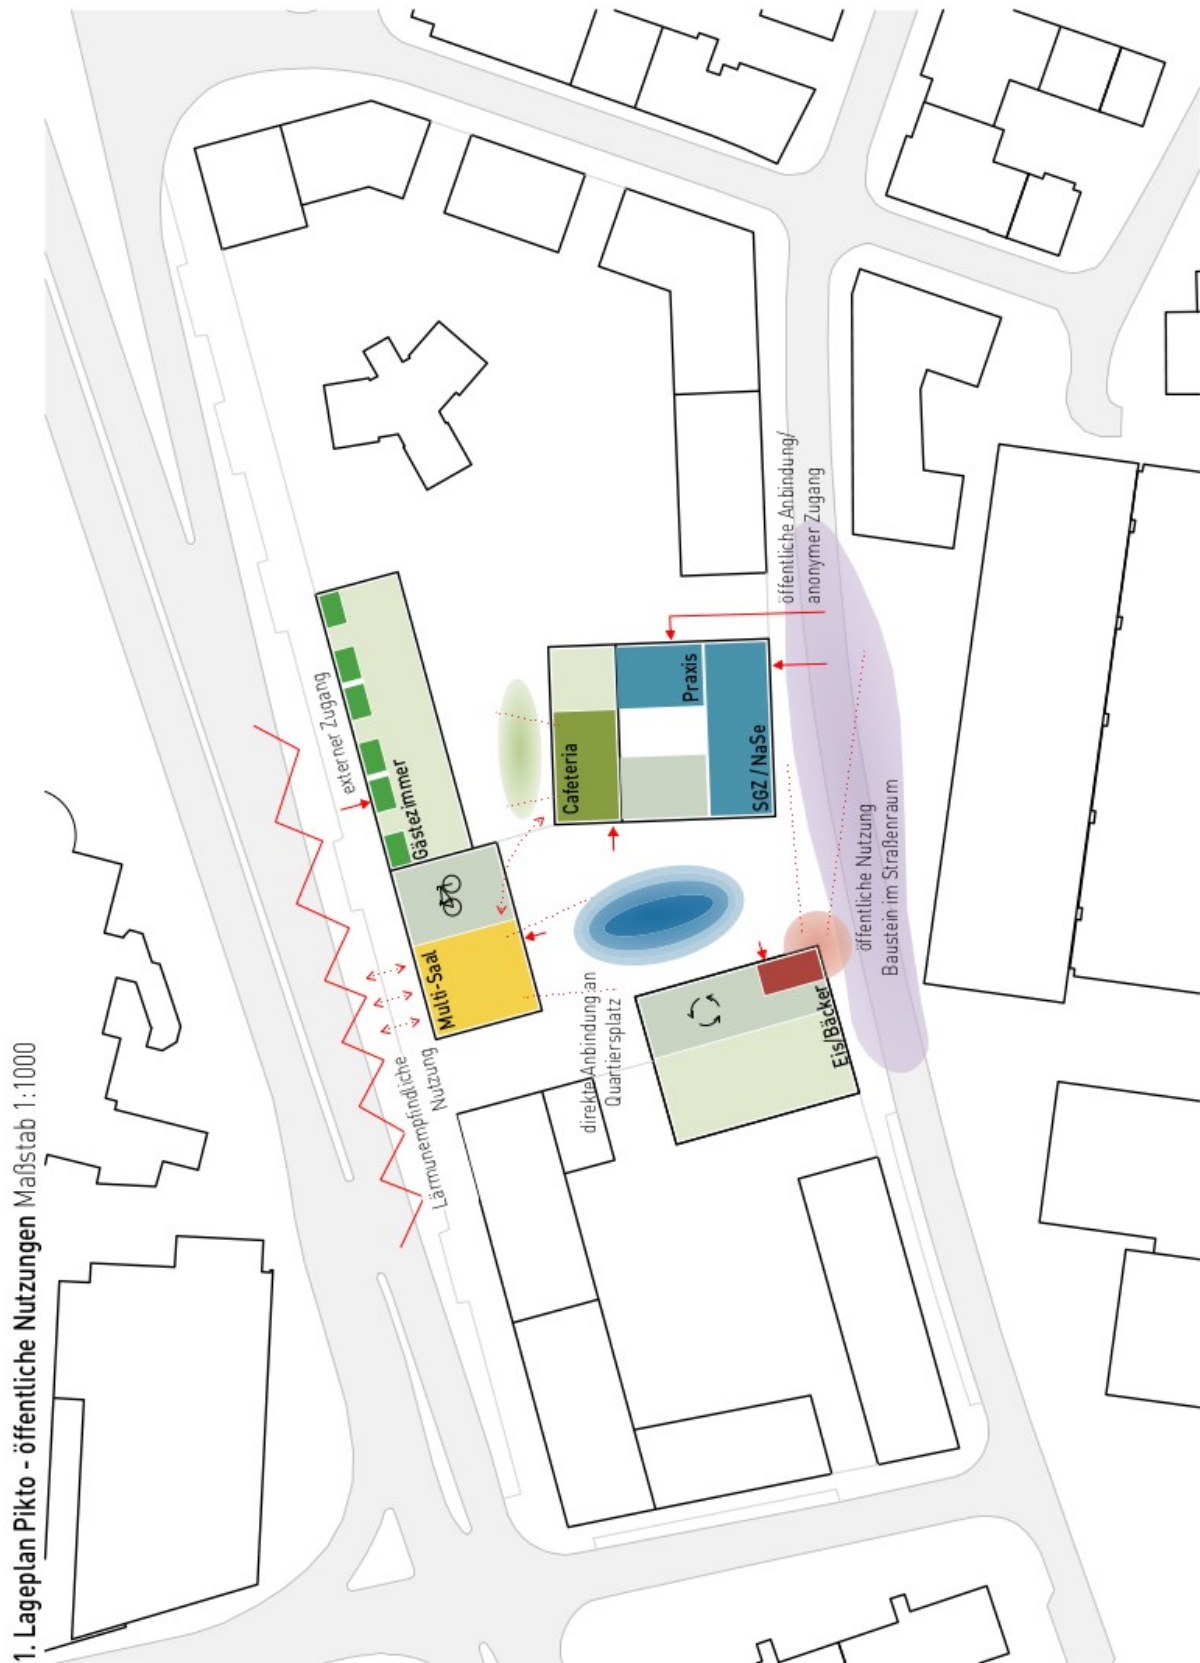 1. Lageplan Pikto - öffentliche Nutzungen Maßstab 1:1000
externer Zugang
Gästezimmer
Multi-Saal
Lärmunempfindliche
Nutzung
direkte Anbindung an
Quartiersplatz
Cafeteria
Praxis
SGZ / NaSe
öffentliche Anbindung/
anonymer Zugang
Eis/Bäcker
öffentliche Nutzung
Baustein im Straßenraum